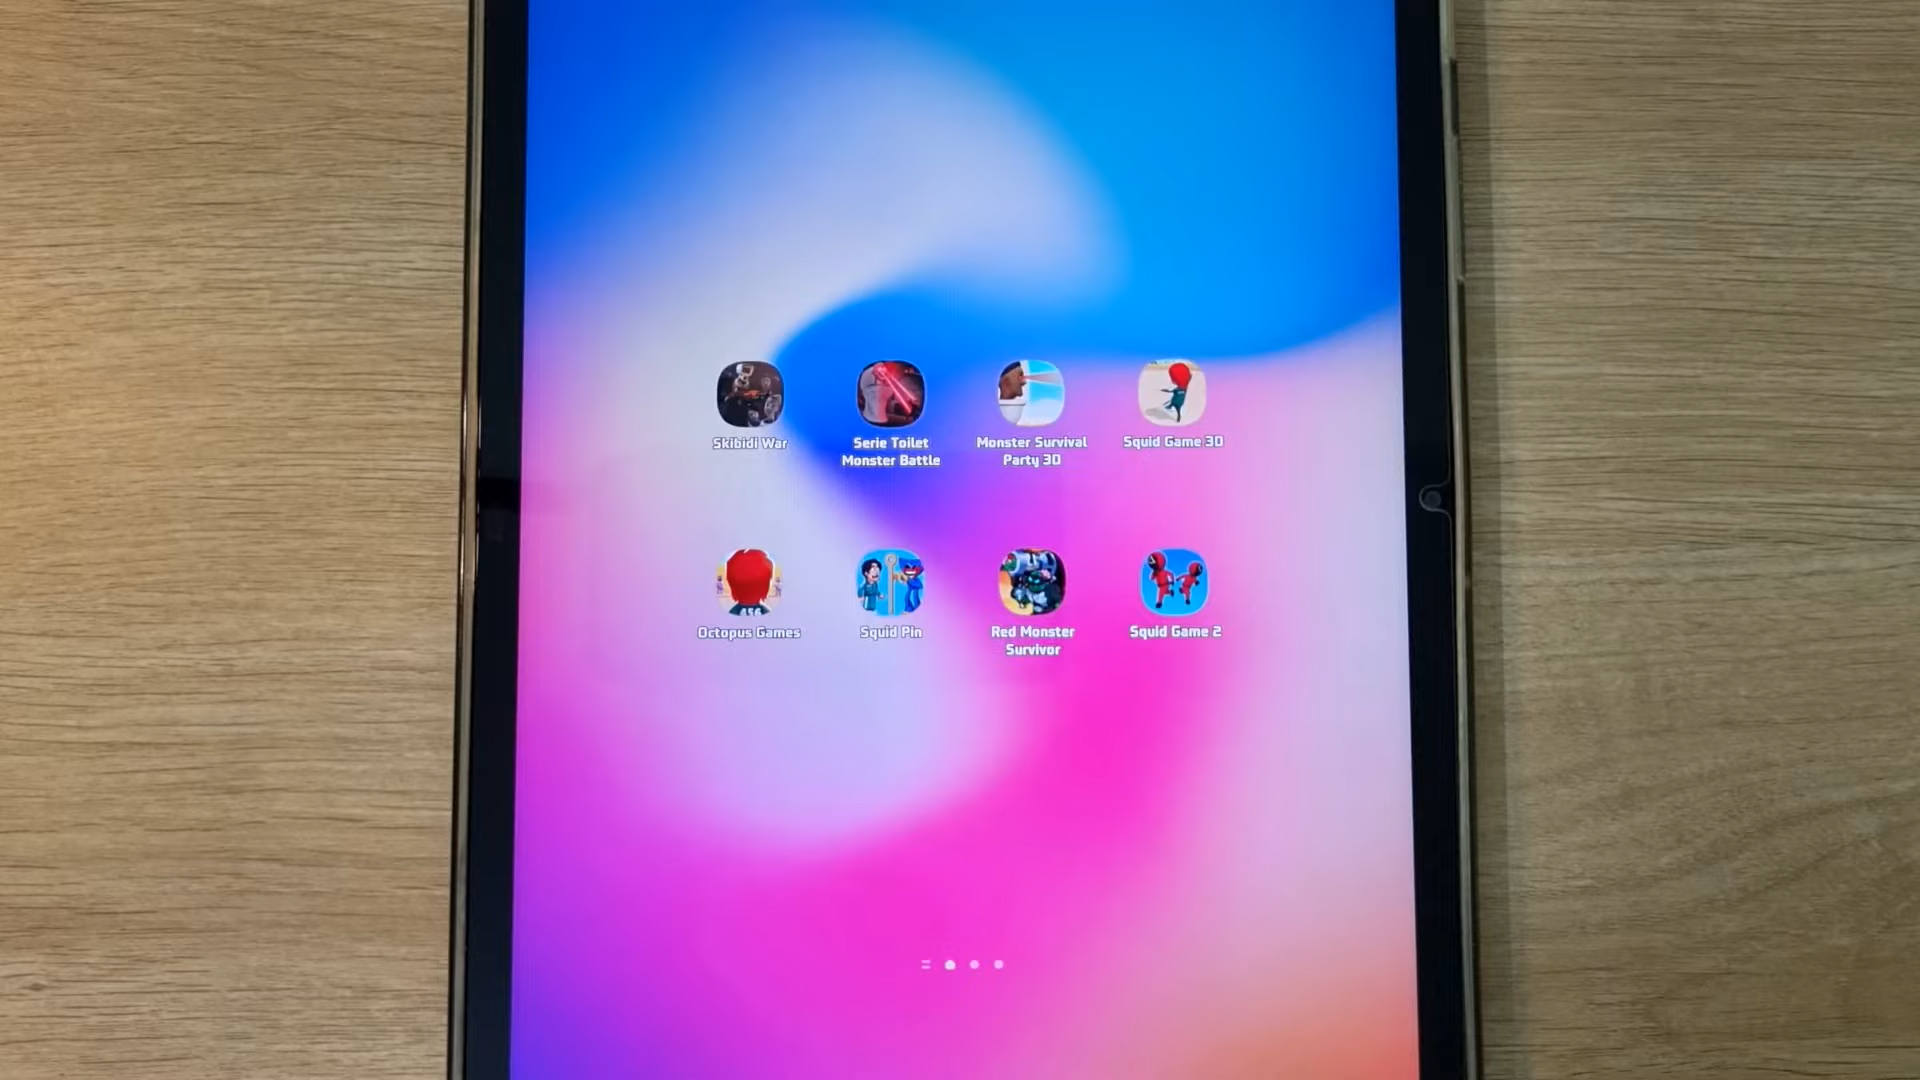 Skibidi War
Serie Toilet
Monster Battle
Monster Survival
Party 3D
Squid Game 3D
456
Octopus Games
Squid Pin
Red Monster
Survivor
Squid Game 2